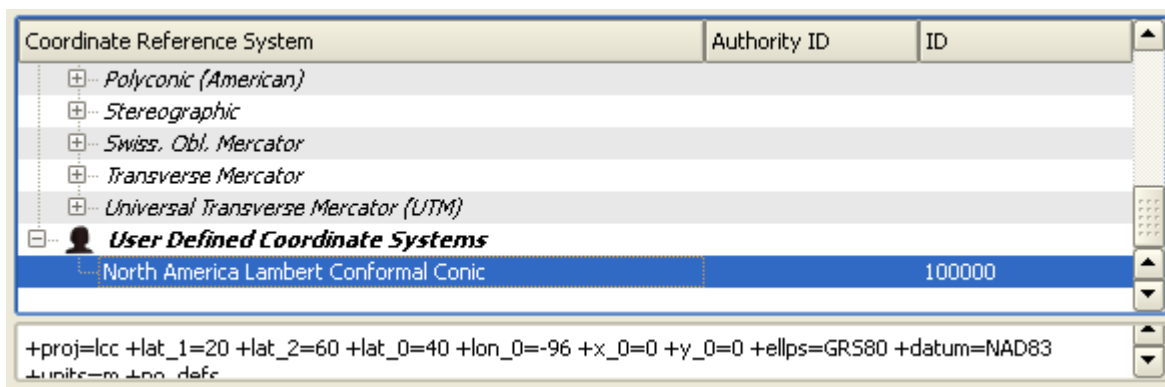 Coordinate Reference System Authority ID ID
Polyconic (American)
Stereographic
Swiss. Obl. Mercator
Transverse Mercator
Universal Transverse Mercator (UTM)
User Defined Coordinate Systems
North America Lambert Conformal Conic 100000
+proj=lcc +lat_1=20 +lat_2=60 +lat_0=40 +lon_0=-96 +x_0=0 +y_0=0 +ellps=GRS80 +datum=NAD83
+units=m +no_defs